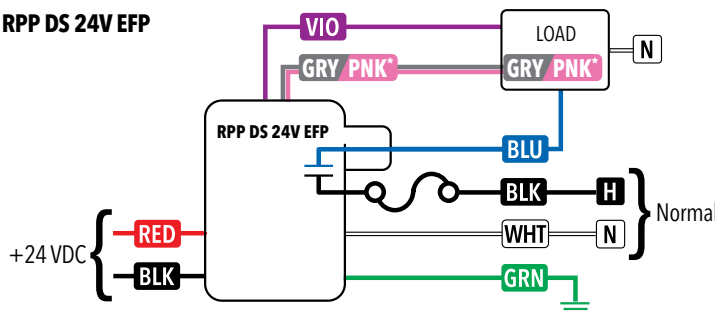 RPP DS 24V EFP
VIO
LOAD
N
GRY/PNK*
GRY/PNK*
RPP DS 24V EFP
BLU
BLK
H
Normal
RED
WHT
N
+24 VDC
BLK
GRN